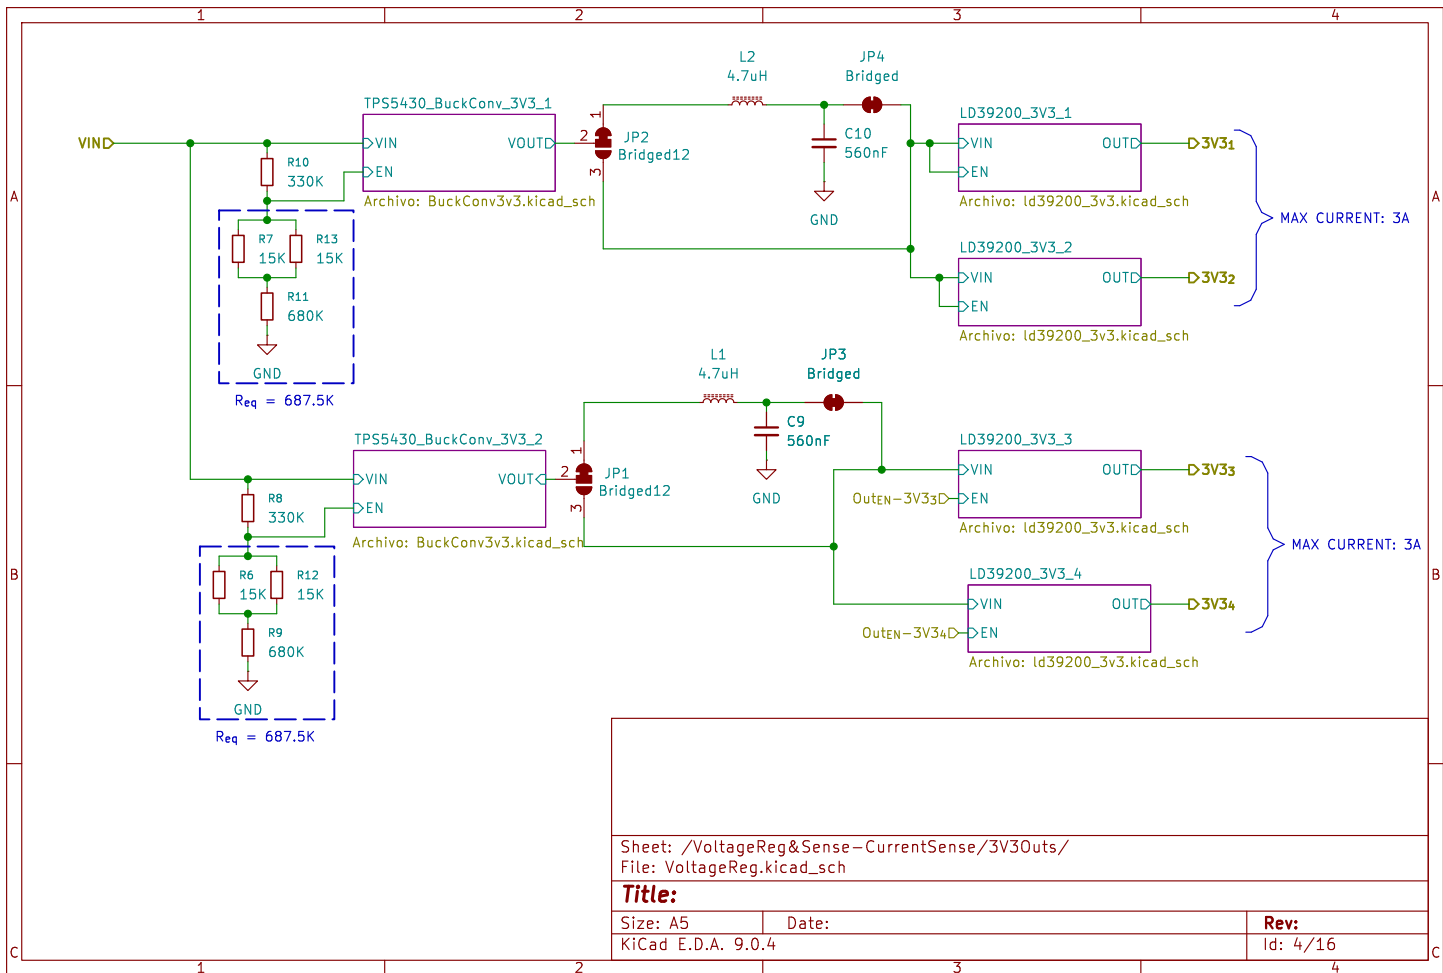 1 2 3 4
L2
4.7uH
JP4
Bridged
TPS5430_BuckConv_3V3_1
VIN
VIN
EN
VOUT
Archivo: BuckConv3v3.kicad_sch
R10
330K
1
2
3
JP2
Bridged12
C10
560nF
GND
LD39200_3V3_1
VIN
EN
OUT
3V31
Archivo: ld39200_3v3.kicad_sch
A
A
MAX CURRENT: 3A
R7
15K
R13
15K
R11
680K
GND
Req = 687.5K
LD39200_3V3_2
VIN
EN
OUT
3V32
Archivo: ld39200_3v3.kicad_sch
L1
4.7uH
JP3
Bridged
TPS5430_BuckConv_3V3_2
VIN
EN
VOUT
Archivo: BuckConv3v3.kicad_sch
1
2
3
JP1
Bridged12
C9
560nF
GND
LD39200_3V3_3
VIN
EN
OUT
3V33
OutEN-3V33
Archivo: ld39200_3v3.kicad_sch
R8
330K
B
B
MAX CURRENT: 3A
R6
15K
R12
15K
R9
680K
GND
Req = 687.5K
LD39200_3V3_4
VIN
EN
OUT
3V34
OutEN-3V34
Archivo: ld39200_3v3.kicad_sch
Sheet: /VoltageReg&Sense-CurrentSense/3V3Outs/
File: VoltageReg.kicad_sch
Title:
Size: A5
Date:
Rev:
KiCad E.D.A. 9.0.4
Id: 4/16
C
C
1 2 3 4